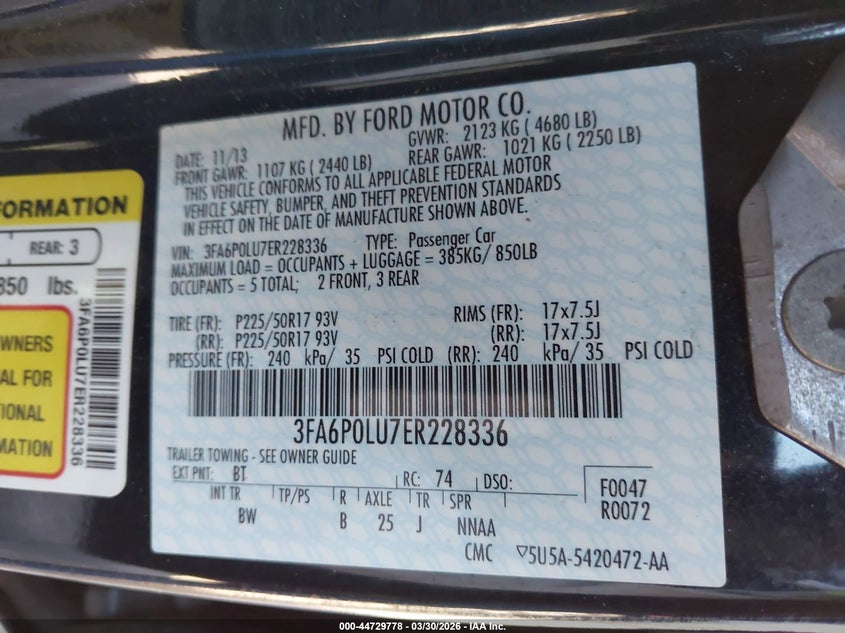 MFD. BY FORD MOTOR CO.
DATE: 11/13
GVWR: 2123 KG ( 4680 LB)
FRONT GAWR: 1107 KG ( 2440 LB)
REAR GAWR: 1021 KG ( 2250 LB)
THIS VEHICLE CONFORMS TO ALL APPLICABLE FEDERAL MOTOR
VEHICLE SAFETY, BUMPER, AND THEFT PREVENTION STANDARDS
IN EFFECT ON THE DATE OF MANUFACTURE SHOWN ABOVE.
VIN: 3FA6P0LU7ER228336 TYPE: Passenger Car
MAXIMUM LOAD = OCCUPANTS + LUGGAGE = 385KG/ 850LB
OCCUPANTS = 5 TOTAL; 2 FRONT, 3 REAR
TIRE (FR): P225/50R17 93V RIMS (FR): 17x7.5J
(RR): P225/50R17 93V (RR): 17x7.5J
PRESSURE (FR): 240 kPa/ 35 PSI COLD (RR): 240 kPa/ 35 PSI COLD
3FA6P0LU7ER228336
TRAILER TOWING - SEE OWNER GUIDE
EXT PNT: BT RC: 74 DSO:
INT TR TP/PS R AXLE TR SPR
BW B 25 J NNAA
F0047
R0072
CMC ▽5U5A-5420472-AA
FORMATION
REAR: 3
850 lbs.
3FA6P0LU7ER228336
OWNERS
AL FOR
TIONAL
MATION
000-44729778 - 03/30/2026 - IAA Inc.